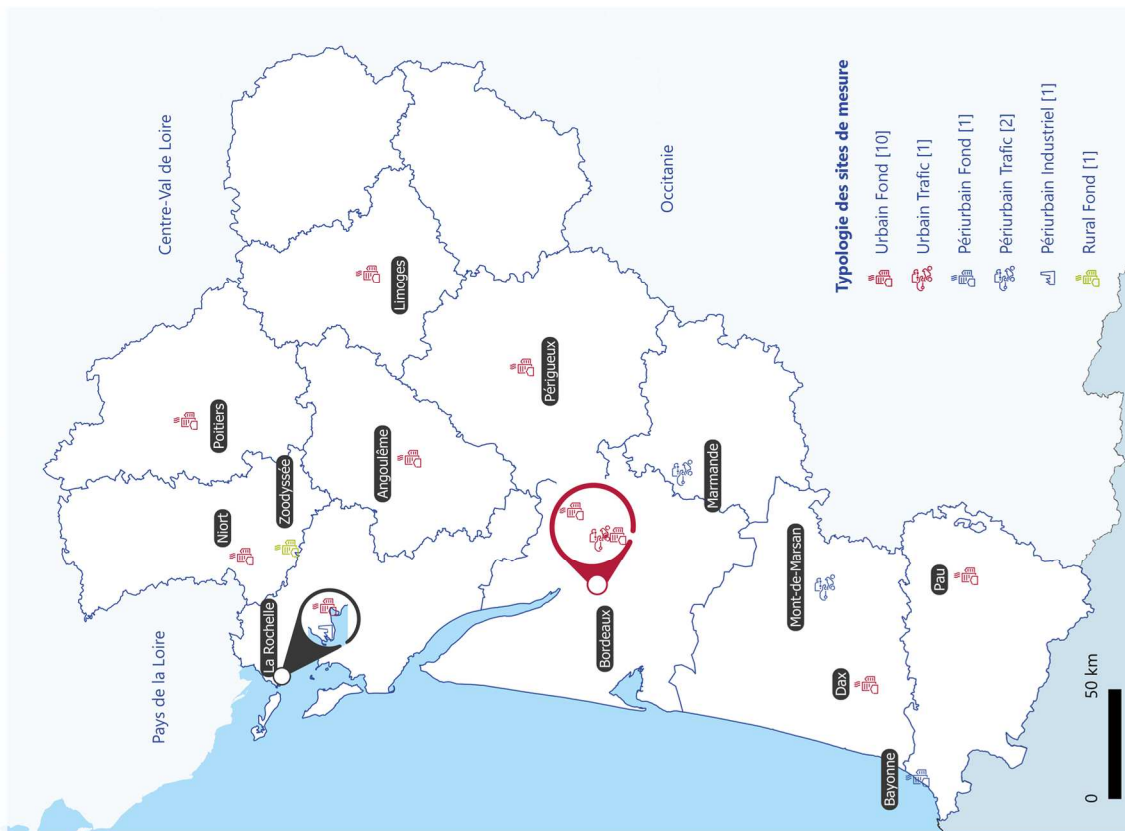 Pays de la Loire
Centre-Val de Loire
Occitanie
Niort
Poitiers
Zoodyssée
La Rochelle
Angoulême
Limoges
Périgueux
Bordeaux
Marmande
Mont-de-Marsan
Dax
Bayonne
Pau
Typologie des sites de mesure
Urbain Fond [10]
Urbain Trafic [1]
Périurbain Fond [1]
Périurbain Trafic [2]
Périurbain Industriel [1]
Rural Fond [1]
0 50 km